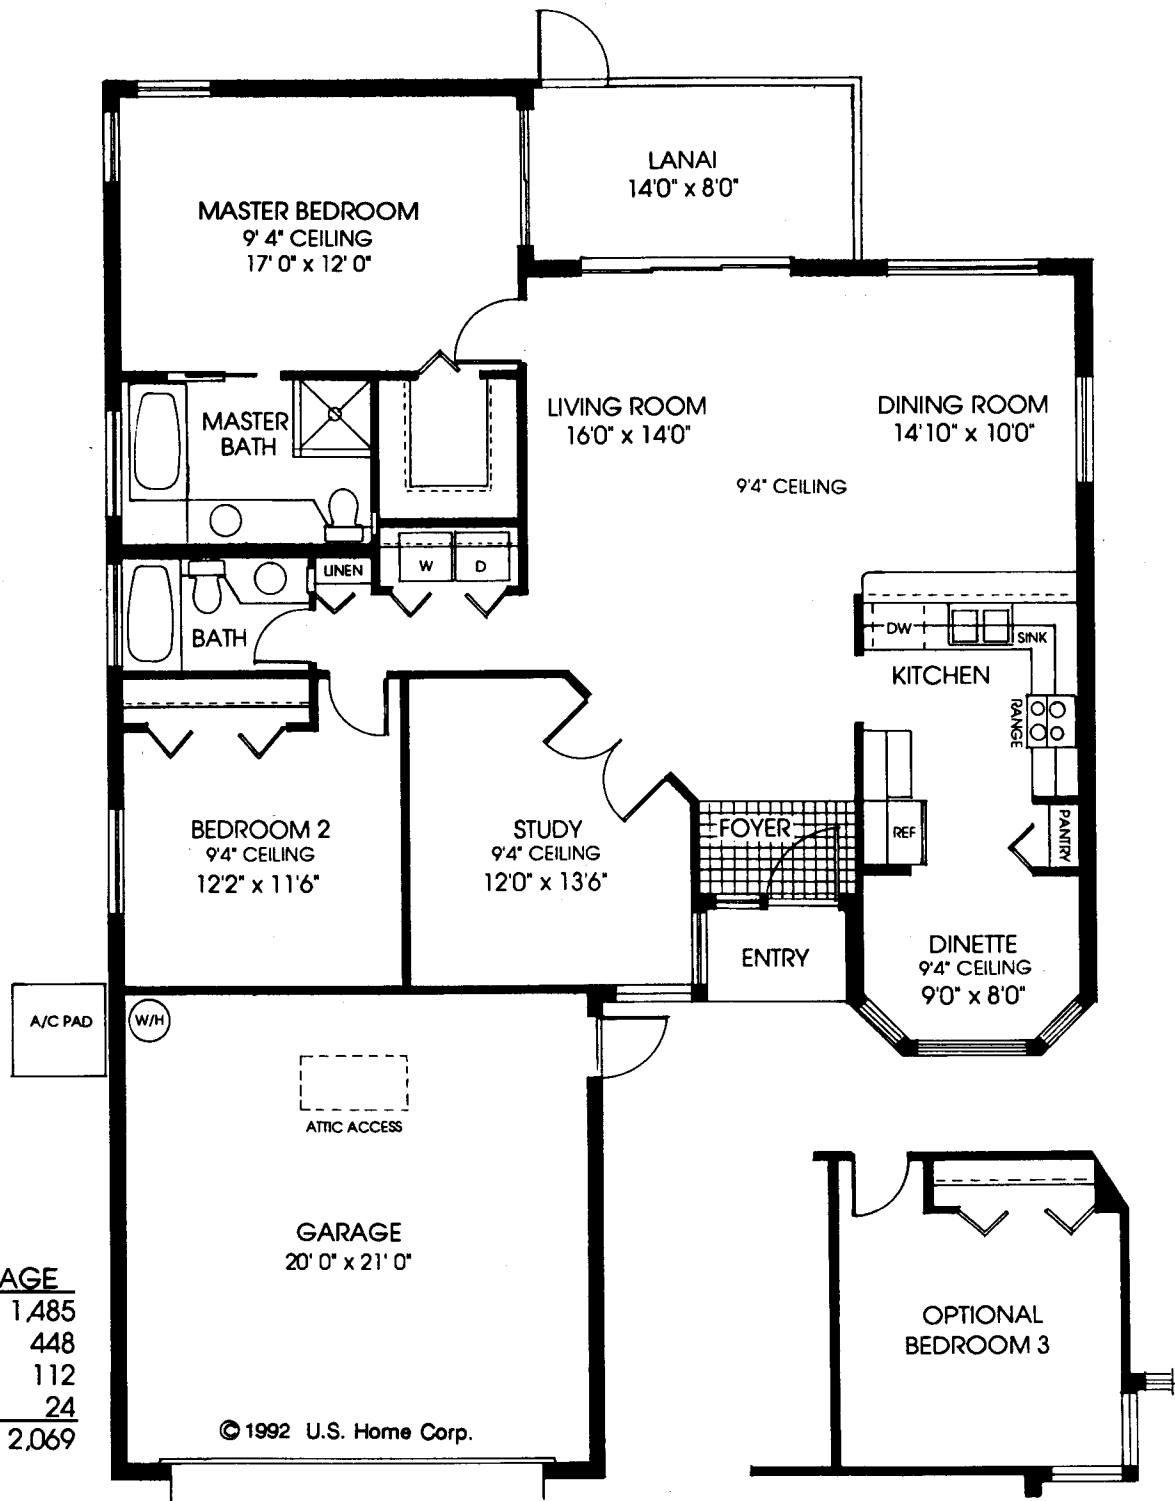 LANAI
14'0" x 8'0"
MASTER BEDROOM
9' 4" CEILING
17' 0" x 12' 0"
MASTER
BATH
LIVING ROOM
16'0" x 14'0"
DINING ROOM
14'10" x 10'0"
9'4" CEILING
LINEN
W
D
BATH
DW
SINK
KITCHEN
RANGE
REF
PANTRY
FOYER
BEDROOM 2
9'4" CEILING
12'2" x 11'6"
STUDY
9'4" CEILING
12'0" x 13'6"
ENTRY
DINETTE
9'4" CEILING
9'0" x 8'0"
A/C PAD
W/H
ATTIC ACCESS
GARAGE
20' 0" x 21' 0"
OPTIONAL
BEDROOM 3
AGE
1,485
448
112
24
2,069
© 1992 U.S. Home Corp.